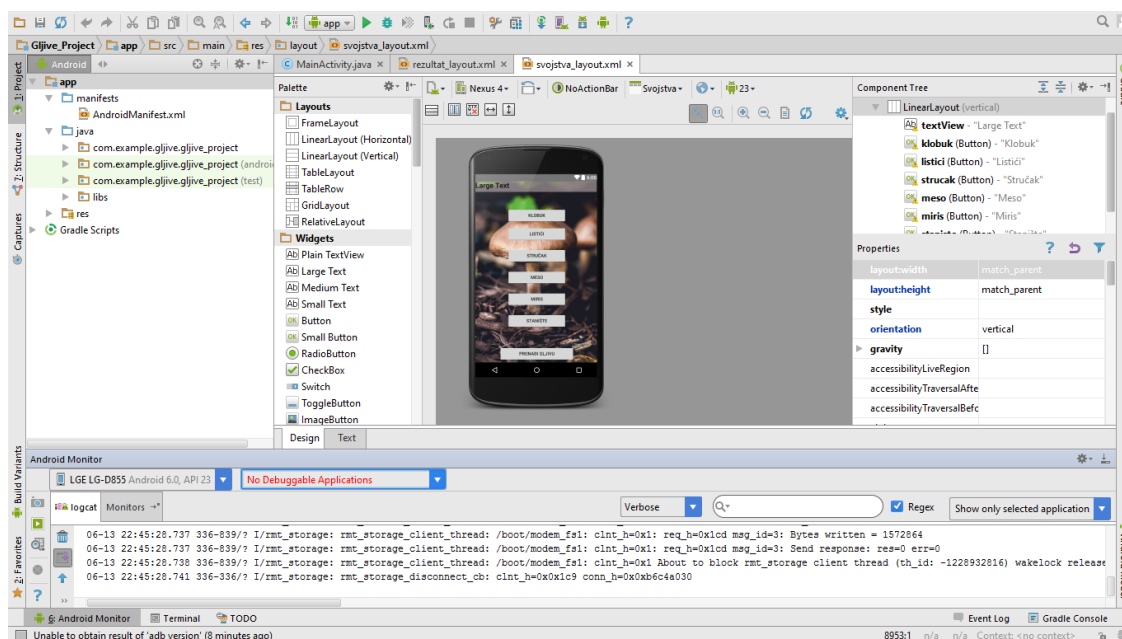 app
?
Gljive_Project app src main res layout svojstva_layout.xml
Android
MainActivity.java × rezultat_layout.xml × svojstva_layout.xml ×
1: Project
7: Structure
Captures
Build Variants
2: Favorites
app
manifests
AndroidManifest.xml
java
com.example.gljive.gljive_project
com.example.gljive.gljive_project (androi
com.example.gljive.gljive_project (test)
libs
res
Gradle Scripts
Palette
Layouts
FrameLayout
LinearLayout (Horizontal)
LinearLayout (Vertical)
TableLayout
TableRow
GridLayout
RelativeLayout
Widgets
Plain TextView
Large Text
Medium Text
Small Text
Button
Small Button
RadioButton
CheckBox
Switch
ToggleButton
ImageButton
Nexus 4 NoActionBar Svojstva 23
Large Text
KLOBUK
LISTIĆI
STRUČAK
MESO
MIRIS
STANIŠTE
PRONAĐI GLJIVU
Design Text
Component Tree
LinearLayout (vertical)
textView - "Large Text"
klobuk (Button) - "Klobuk"
listici (Button) - "Listići"
strucak (Button) - "Stručak"
meso (Button) - "Meso"
miris (Button) - "Miris"
staniste (Button) - "Stanište"
Properties
layout:width match_parent
layout:height match_parent
style
orientation vertical
gravity []
accessibilityLiveRegion
accessibilityTraversalAfte
accessibilityTraversalBefc
Android Monitor
LGE LG-D855 Android 6.0, API 23 No Debuggable Applications
logcat Monitors Verbose Regex Show only selected application
06-13 22:45:28.737 336-839/? I/rmt_storage: rmt_storage_client_thread: /boot/modem_fs1: clnt_h=0x1: req_h=0x1cd msg_id=3: Bytes written = 1572864
06-13 22:45:28.737 336-839/? I/rmt_storage: rmt_storage_client_thread: /boot/modem_fs1: clnt_h=0x1: req_h=0x1cd msg_id=3: Send response: res=0 err=0
06-13 22:45:28.738 336-839/? I/rmt_storage: rmt_storage_client_thread: /boot/modem_fs1: clnt_h=0x1 About to block rmt_storage client thread (th_id: -1228932816) wakelock release
06-13 22:45:28.741 336-336/? I/rmt_storage: rmt_storage_disconnect_cb: clnt_h=0x0x1c9 conn_h=0x0xb6c4a030
6: Android Monitor Terminal TODO Event Log Gradle Console
Unable to obtain result of 'adb version' (8 minutes ago) 8953:1 n/a n/a Context: <no context>